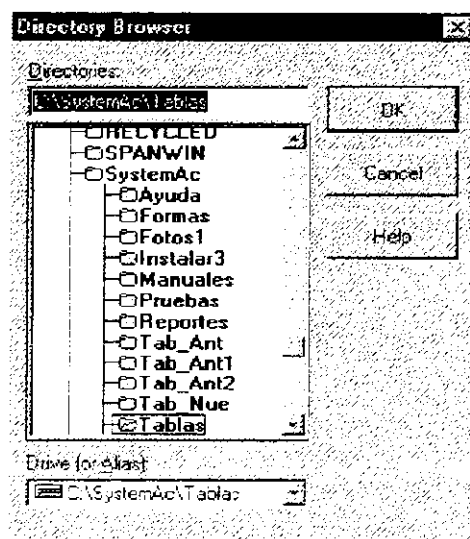 Directory Browser
Directories:
C:\SystemAc\Tablas
OK
RECYCLED
SPANWIN
SystemAc
Cancel
Ayuda
Formas
Fotos1
Help
Instalar3
Manuales
Pruebas
Reportes
Tab_Ant
Tab_Ant1
Tab_Ant2
Tab_Nue
Tablas
Drive (or Alias):
C:\SystemAc\Tablas